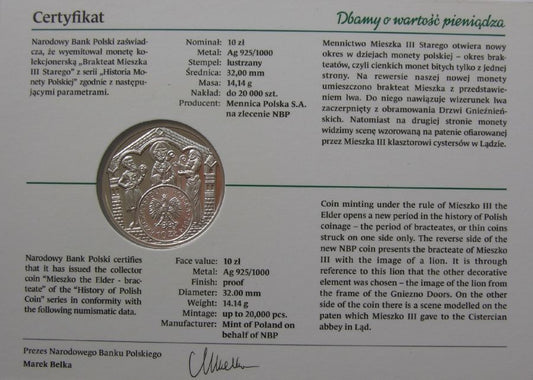 Certyfikat
Dbamy o wartość pieniądza
Narodowy Bank Polski zaświad-
cza, że wyemitował monetę ko-
lekcjonerską „Brakteat Mieszka
III Starego” z serii „Historia Mo-
nety Polskiej” zgodnie z następu-
jącymi parametrami.
Nominał: 10 zł
Metal: Ag 925/1000
Stempel: lustrzany
Średnica: 32,00 mm
Masa: 14,14 g
Nakład: do 20 000 szt.
Producent: Mennica Polska S.A.
na zlecenie NBP
Mennictwo Mieszka III Starego otwiera nowy
okres w dziejach monety polskiej – okres brak-
teatów, czyli cienkich monet bitych tylko z jednej
strony. Na rewersie naszej nowej monety
umieszczono brakteat Mieszka z przedstawie-
niem lwa. Do niego nawiązuje wizerunek lwa
zaczerpnięty z obramowania Drzwi Gnieźnień-
skich. Natomiast na drugiej stronie monety
widzimy scenę wzorowaną na patenie ofiarowanej
przez Mieszka III klasztorowi cystersów w Lądzie.
Narodowy Bank Polski certifies
that it has issued the collector
coin “Mieszko the Elder - brac-
teate” of the “History of Polish
Coin” series in conformity with
the following numismatic data.
Face value: 10 zł
Metal: Ag 925/1000
Finish: proof
Diameter: 32.00 mm
Weight: 14.14 g
Mintage: up to 20,000 pcs.
Manufacturer: Mint of Poland on
behalf of NBP
Coin minting under the rule of Mieszko III the
Elder opens a new period in the history of Polish
coinage – the period of bracteates, or thin coins
struck on one side only. The reverse side of the
new NBP coin presents the bracteate of Mieszko
III with the image of a lion. It is through
reference to this lion that the other decorative
element was chosen – the image of the lion from
the frame of the Gniezno Doors. On the other
side of the coin there is a scene modelled on the
paten which Mieszko III gave to the Cistercian
abbey in Ląd.
Prezes Narodowego Banku Polskiego
Marek Belka